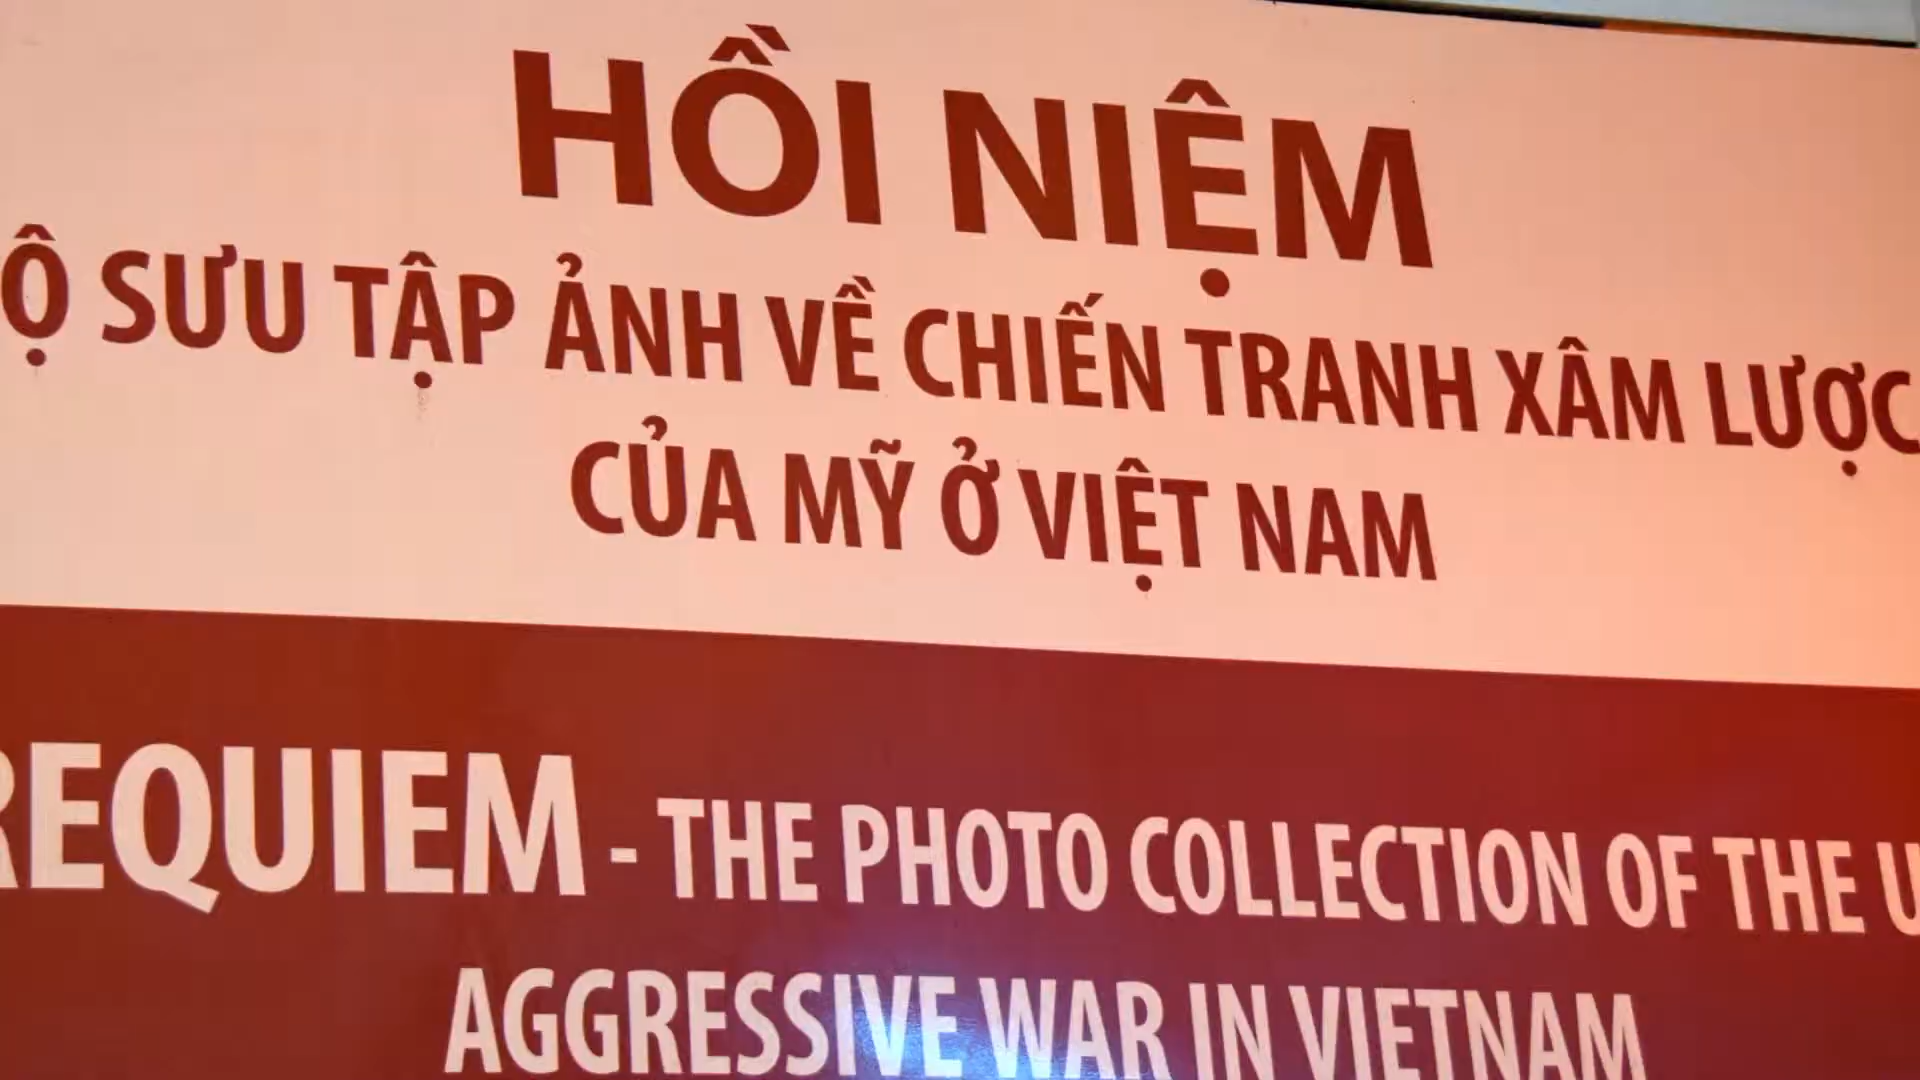 HỒI NIỆM
Ộ SƯU TẬP ẢNH VỀ CHIẾN TRANH XÂM LƯỢC
CỦA MỸ Ở VIỆT NAM
REQUIEM - THE PHOTO COLLECTION OF THE U
AGGRESSIVE WAR IN VIETNAM